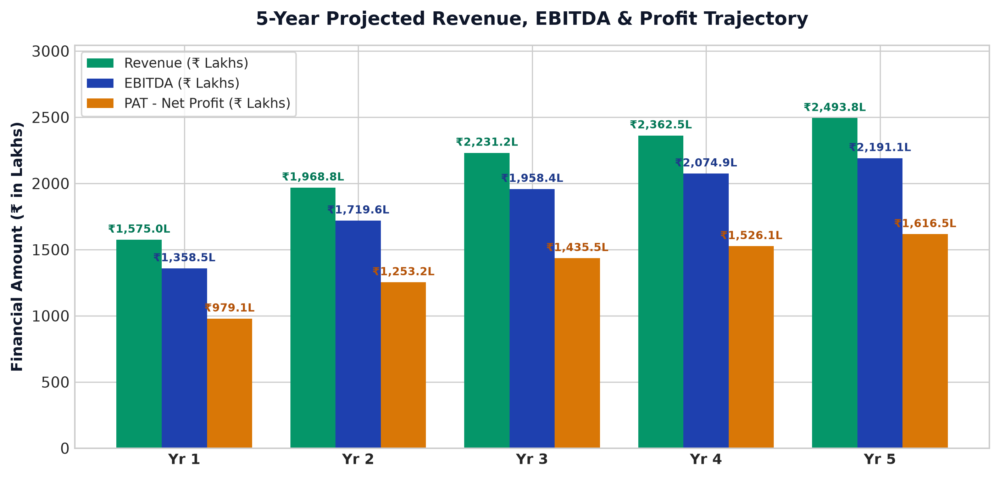 5-Year Projected Revenue, EBITDA & Profit Trajectory
Financial Amount (₹ in Lakhs)
3000
2500
2000
1500
1000
500
0
Revenue (₹ Lakhs)
EBITDA (₹ Lakhs)
PAT - Net Profit (₹ Lakhs)
₹1,575.0L
₹1,358.5L
₹979.1L
₹1,968.8L
₹1,719.6L
₹1,253.2L
₹2,231.2L
₹1,958.4L
₹1,435.5L
₹2,362.5L
₹2,074.9L
₹1,526.1L
₹2,493.8L
₹2,191.1L
₹1,616.5L
Yr 1
Yr 2
Yr 3
Yr 4
Yr 5